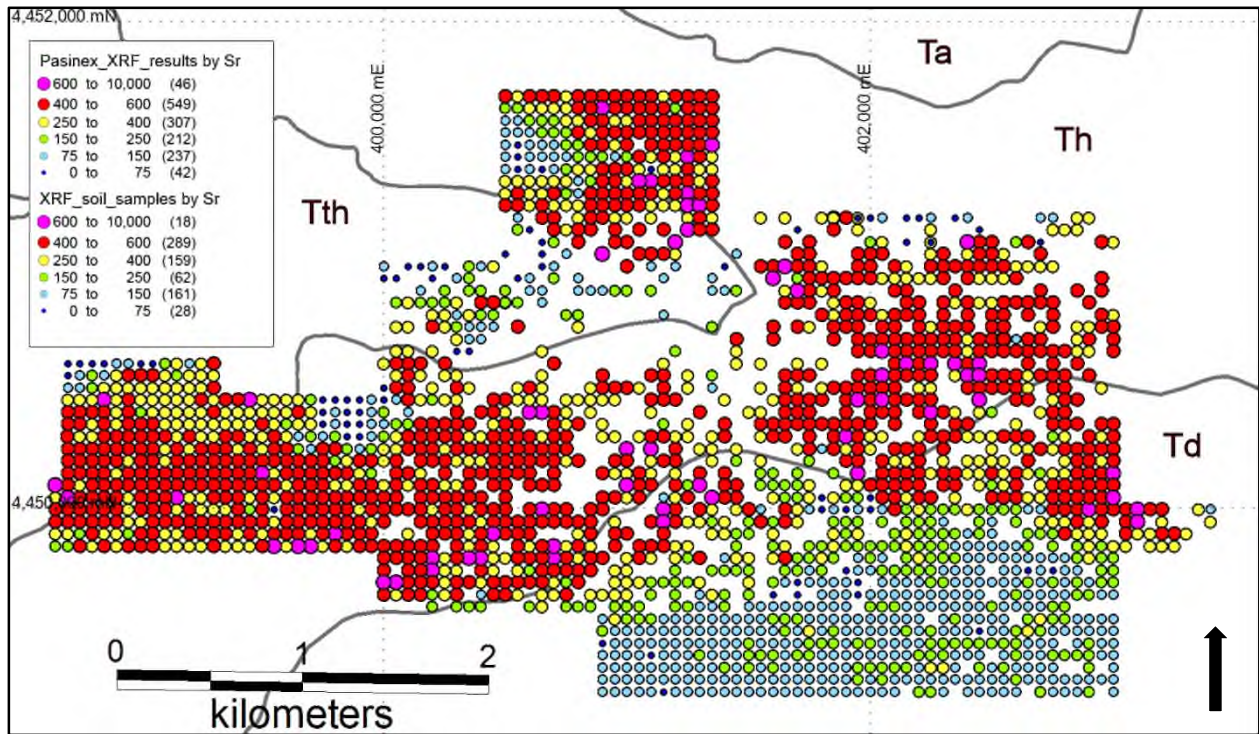 4,452,000 mN
Pasinex_XRF_results by Sr
600 to 10,000 (46)
400 to 600 (549)
250 to 400 (307)
150 to 250 (212)
75 to 150 (237)
0 to 75 (42)
XRF_soil_samples by Sr
600 to 10,000 (18)
400 to 600 (289)
250 to 400 (159)
150 to 250 (62)
75 to 150 (161)
0 to 75 (28)
400,000 mE
402,000 mE
Ta
Th
Tth
Td
0 1 2
kilometers